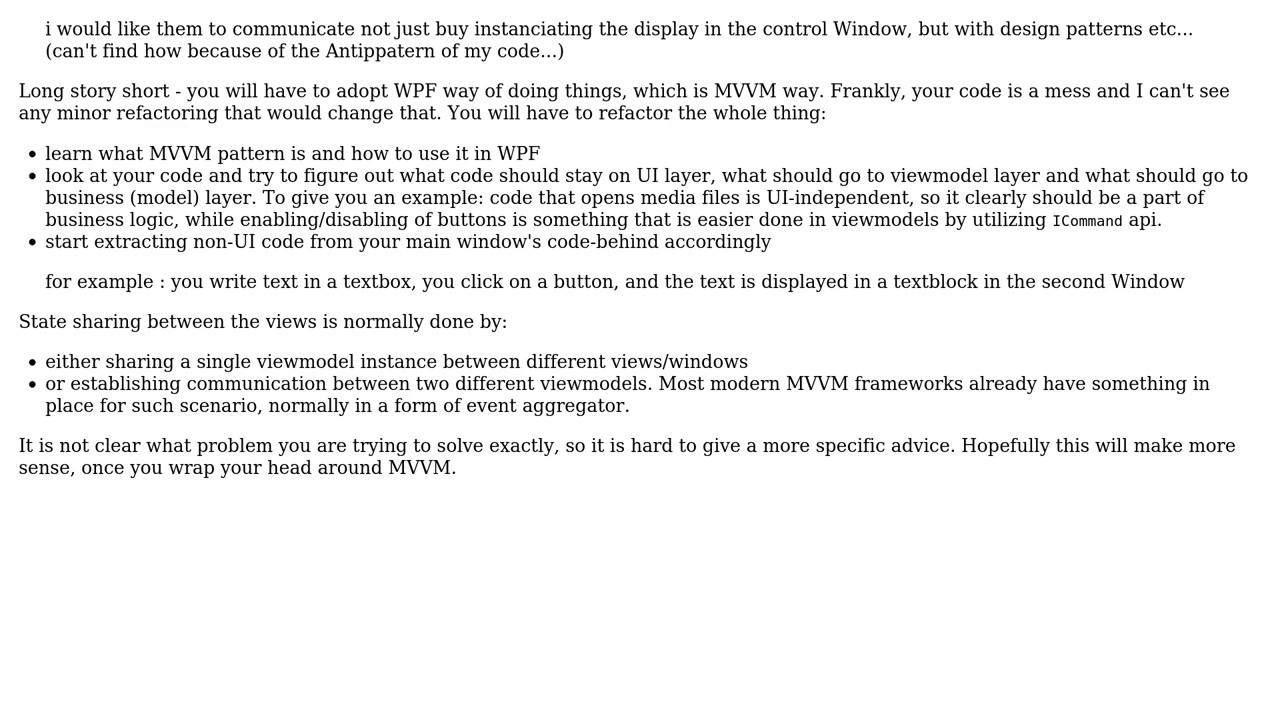 i would like them to communicate not just buy instanciating the display in the control Window, but with design patterns etc...
(can't find how because of the Antippatern of my code...)
Long story short - you will have to adopt WPF way of doing things, which is MVVM way. Frankly, your code is a mess and I can't see
any minor refactoring that would change that. You will have to refactor the whole thing:
• learn what MVVM pattern is and how to use it in WPF
• look at your code and try to figure out what code should stay on UI layer, what should go to viewmodel layer and what should go to
business (model) layer. To give you an example: code that opens media files is UI-independent, so it clearly should be a part of
business logic, while enabling/disabling of buttons is something that is easier done in viewmodels by utilizing ICommand api.
• start extracting non-UI code from your main window's code-behind accordingly
for example : you write text in a textbox, you click on a button, and the text is displayed in a textblock in the second Window
State sharing between the views is normally done by:
• either sharing a single viewmodel instance between different views/windows
• or establishing communication between two different viewmodels. Most modern MVVM frameworks already have something in
place for such scenario, normally in a form of event aggregator.
It is not clear what problem you are trying to solve exactly, so it is hard to give a more specific advice. Hopefully this will make more
sense, once you wrap your head around MVVM.